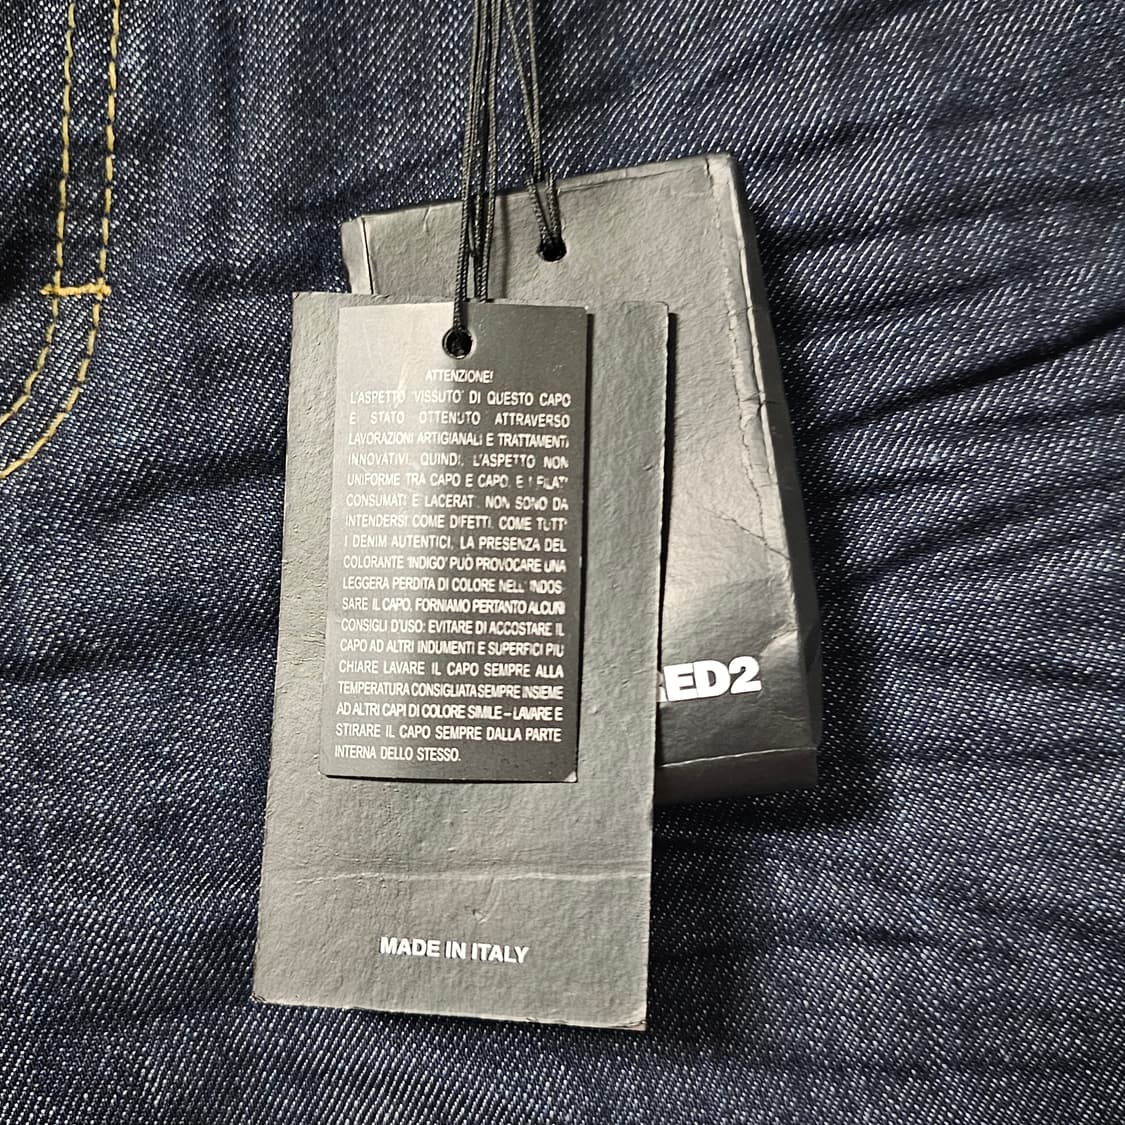 ATTENZIONE!
L'ASPETTO 'VISSUTO' DI QUESTO CAPO
È STATO OTTENUTO ATTRAVERSO
LAVORAZIONI ARTIGIANALI E TRATTAMENTI
INNOVATIVI. QUINDI, L'ASPETTO NON
UNIFORME TRA CAPO E CAPO, E I FILATI
CONSUMATI E LACERATI NON SONO DA
INTENDERSI COME DIFETTI. COME TUTTI
I DENIM AUTENTICI, LA PRESENZA DEL
COLORANTE 'INDIGO' PUÒ PROVOCARE UNA
LEGGERA PERDITA DI COLORE NELL' INDOS
SARE IL CAPO, FORNIAMO PERTANTO ALCUNI
CONSIGLI D'USO: EVITARE DI ACCOSTARE IL
CAPO AD ALTRI INDUMENTI E SUPERFICI PIÙ
CHIARE LAVARE IL CAPO SEMPRE ALLA
TEMPERATURA CONSIGLIATA SEMPRE INSIEME
AD ALTRI CAPI DI COLORE SIMILE – LAVARE E
STIRARE IL CAPO SEMPRE DALLA PARTE
INTERNA DELLO STESSO.
RED2
MADE IN ITALY